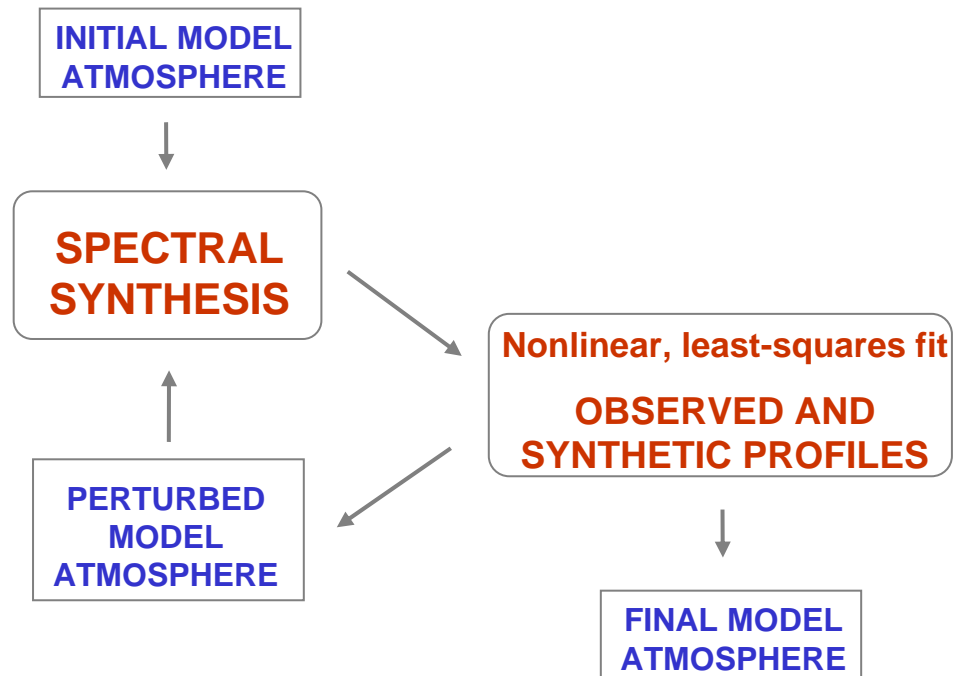 INITIAL MODEL
ATMOSPHERE
SPECTRAL
SYNTHESIS
Nonlinear, least-squares fit
OBSERVED AND
SYNTHETIC PROFILES
PERTURBED
MODEL
ATMOSPHERE
FINAL MODEL
ATMOSPHERE